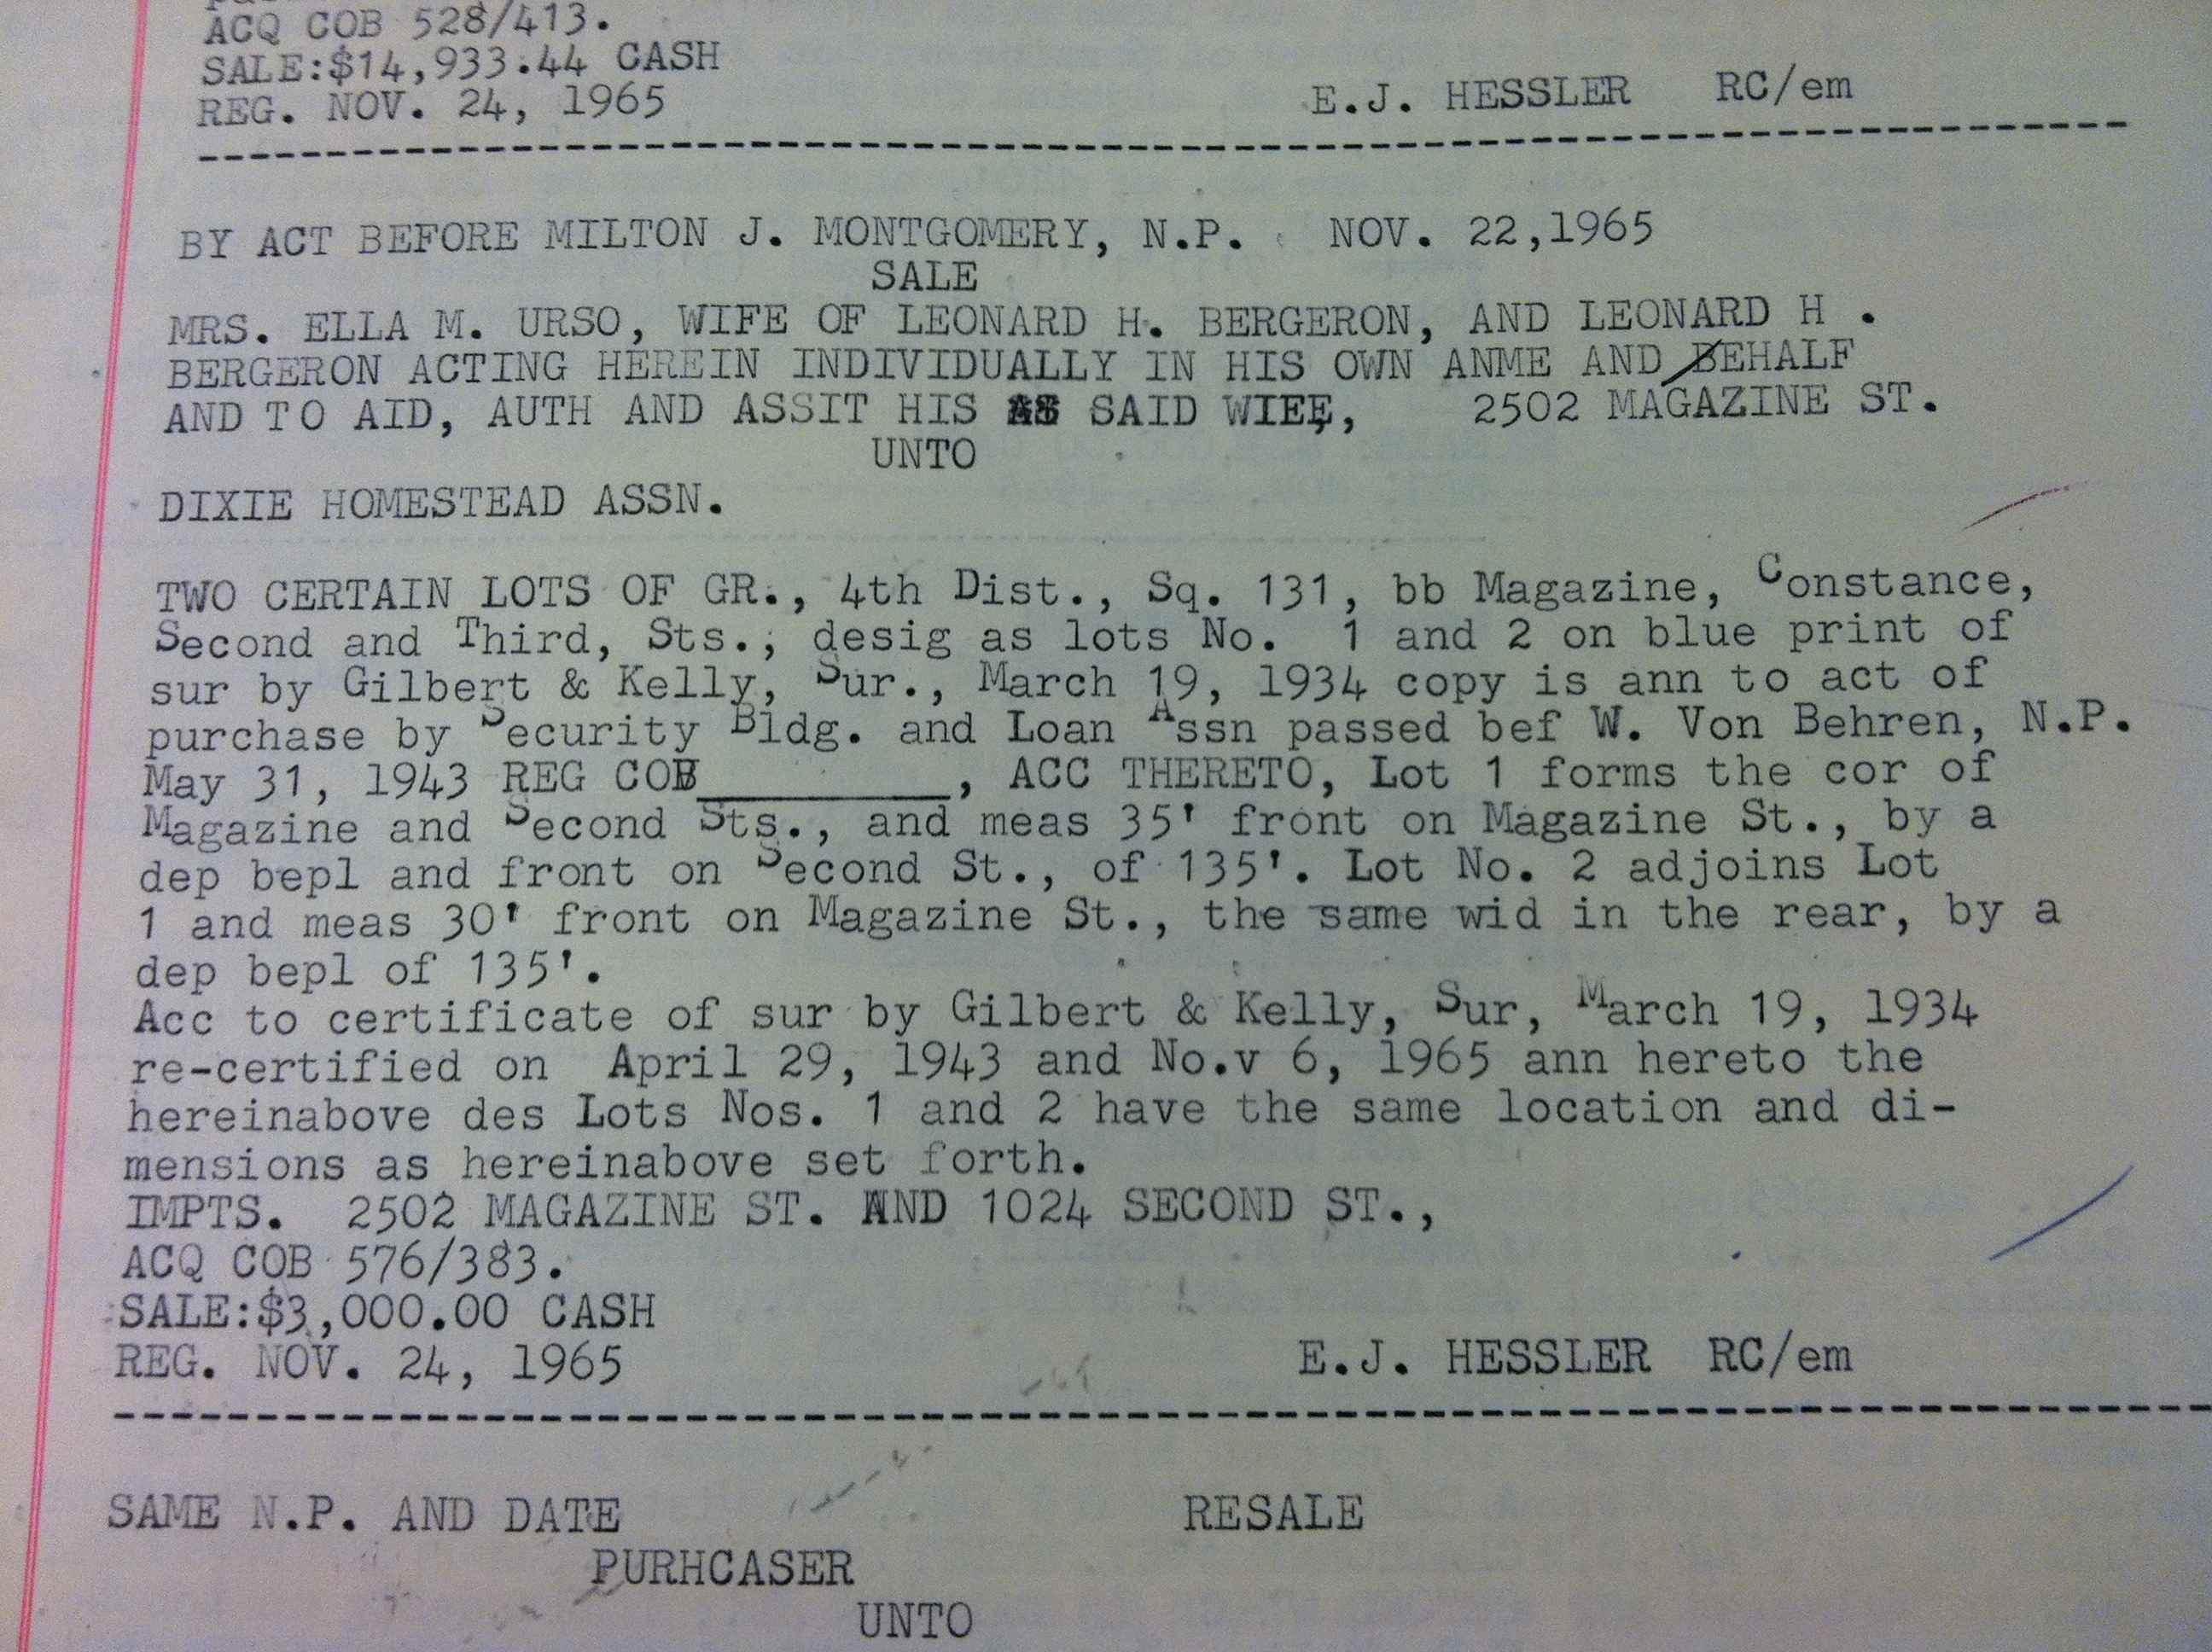 ACQ COB 528/413.
SALE:$14,933.44 CASH
REG. NOV. 24, 1965 E.J. HESSLER RC/em
BY ACT BEFORE MILTON J. MONTGOMERY, N.P. NOV. 22,1965
SALE
MRS. ELLA M. URSO, WIFE OF LEONARD H. BERGERON, AND LEONARD H .
BERGERON ACTING HEREIN INDIVIDUALLY IN HIS OWN ANME AND BEHALF
AND TO AID, AUTH AND ASSIT HIS AS SAID WIEE, 2502 MAGAZINE ST.
UNTO
DIXIE HOMESTEAD ASSN.
TWO CERTAIN LOTS OF GR., 4th Dist., Sq. 131, bb Magazine, Constance,
Second and Third, Sts., desig as lots No. 1 and 2 on blue print of
sur by Gilbert & Kelly, Sur., March 19, 1934 copy is ann to act of
purchase by Security Bldg. and Loan Assn passed bef W. Von Behren, N.P.
May 31, 1943 REG COB_________, ACC THERETO, Lot 1 forms the cor of
Magazine and Second Sts., and meas 35' front on Magazine St., by a
dep bepl and front on Second St., of 135'. Lot No. 2 adjoins Lot
1 and meas 30' front on Magazine St., the same wid in the rear, by a
dep bepl of 135'.
Acc to certificate of sur by Gilbert & Kelly, Sur, March 19, 1934
re-certified on April 29, 1943 and No.v 6, 1965 ann hereto the
hereinabove des Lots Nos. 1 and 2 have the same location and di-
mensions as hereinabove set forth.
IMPTS. 2502 MAGAZINE ST. AND 1024 SECOND ST.,
ACQ COB 576/383.
SALE:$3,000.00 CASH
REG. NOV. 24, 1965 E.J. HESSLER RC/em
SAME N.P. AND DATE RESALE
PURHCASER
UNTO